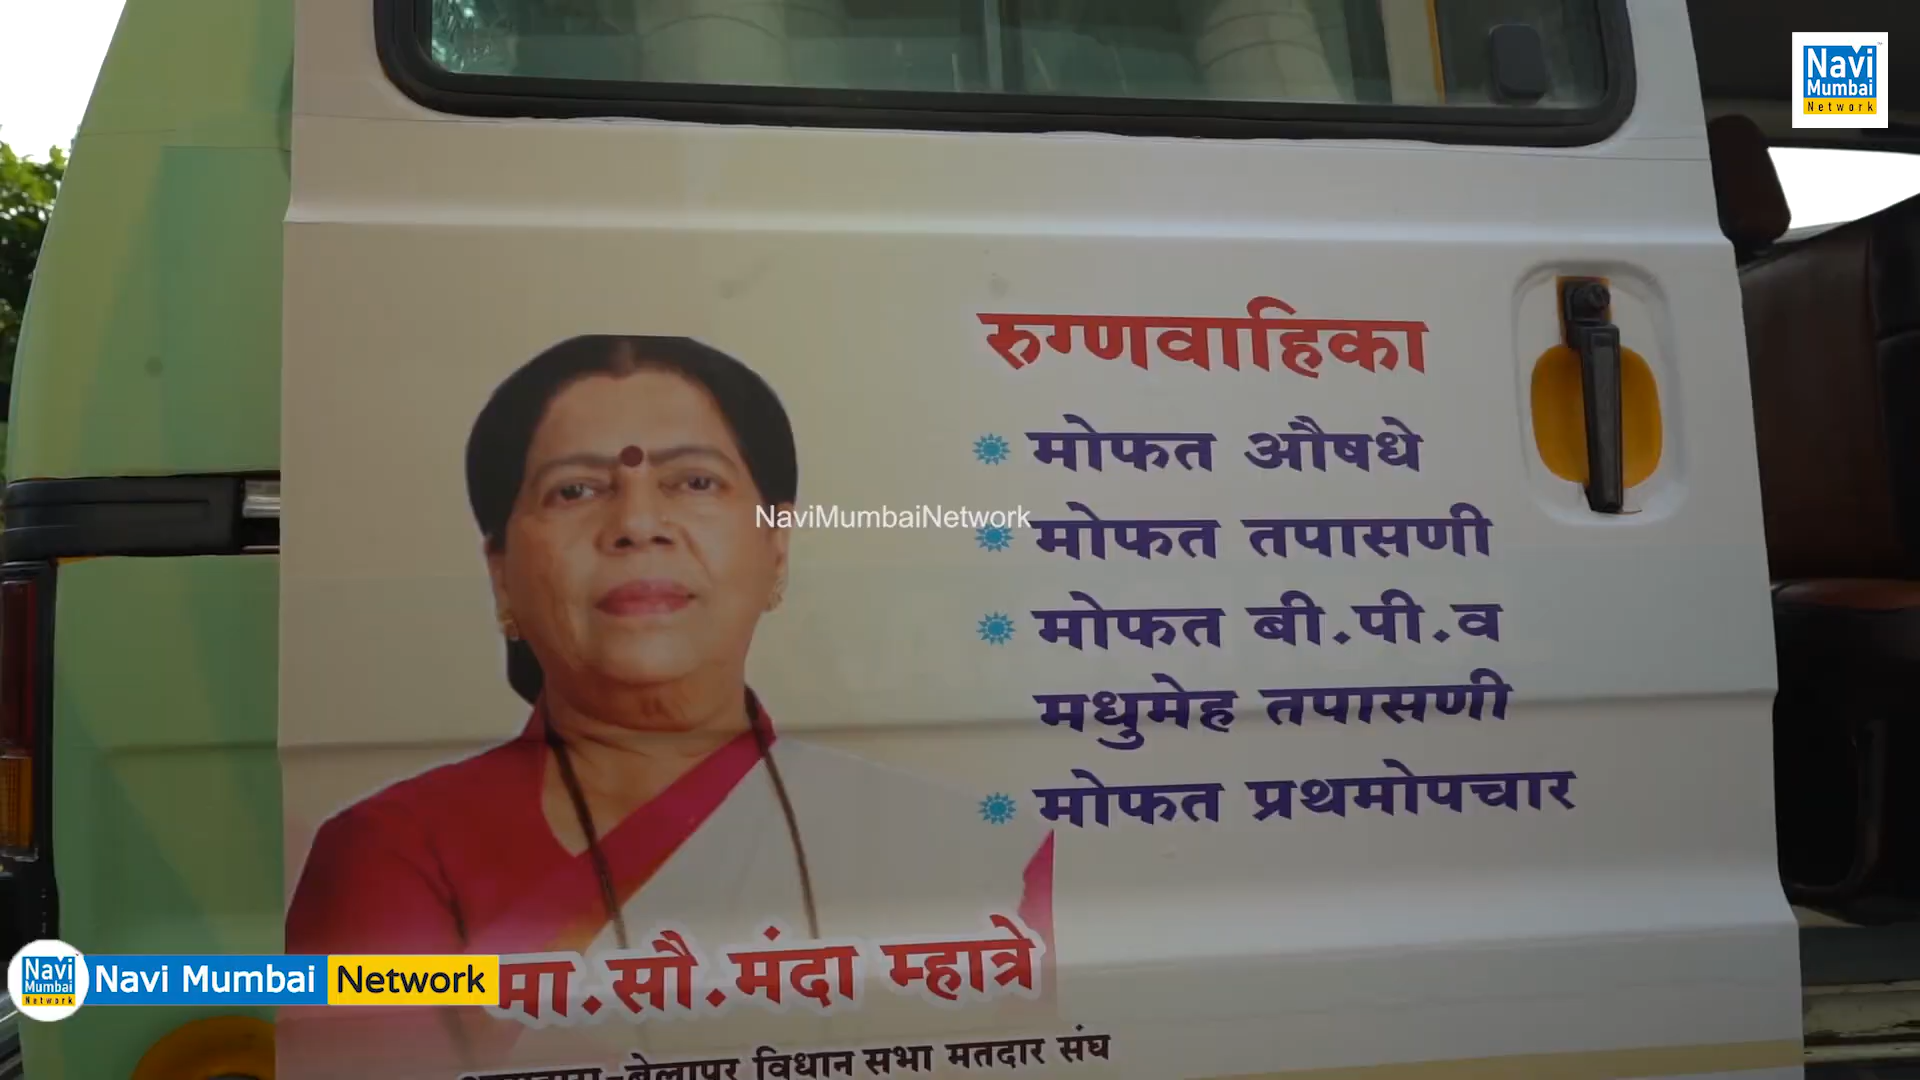 Navi
Mumbai
Network
रुग्णवाहिका
मोफत औषधे
NaviMumbaiNetwork
मोफत तपासणी
मोफत बी.पी.व
मधुमेह तपासणी
मोफत प्रथमोपचार
मा.सौ.मंदा म्हात्रे
Navi
Mumbai
Network
Navi Mumbai Network
बेलापूर विधान सभा मतदार संघ